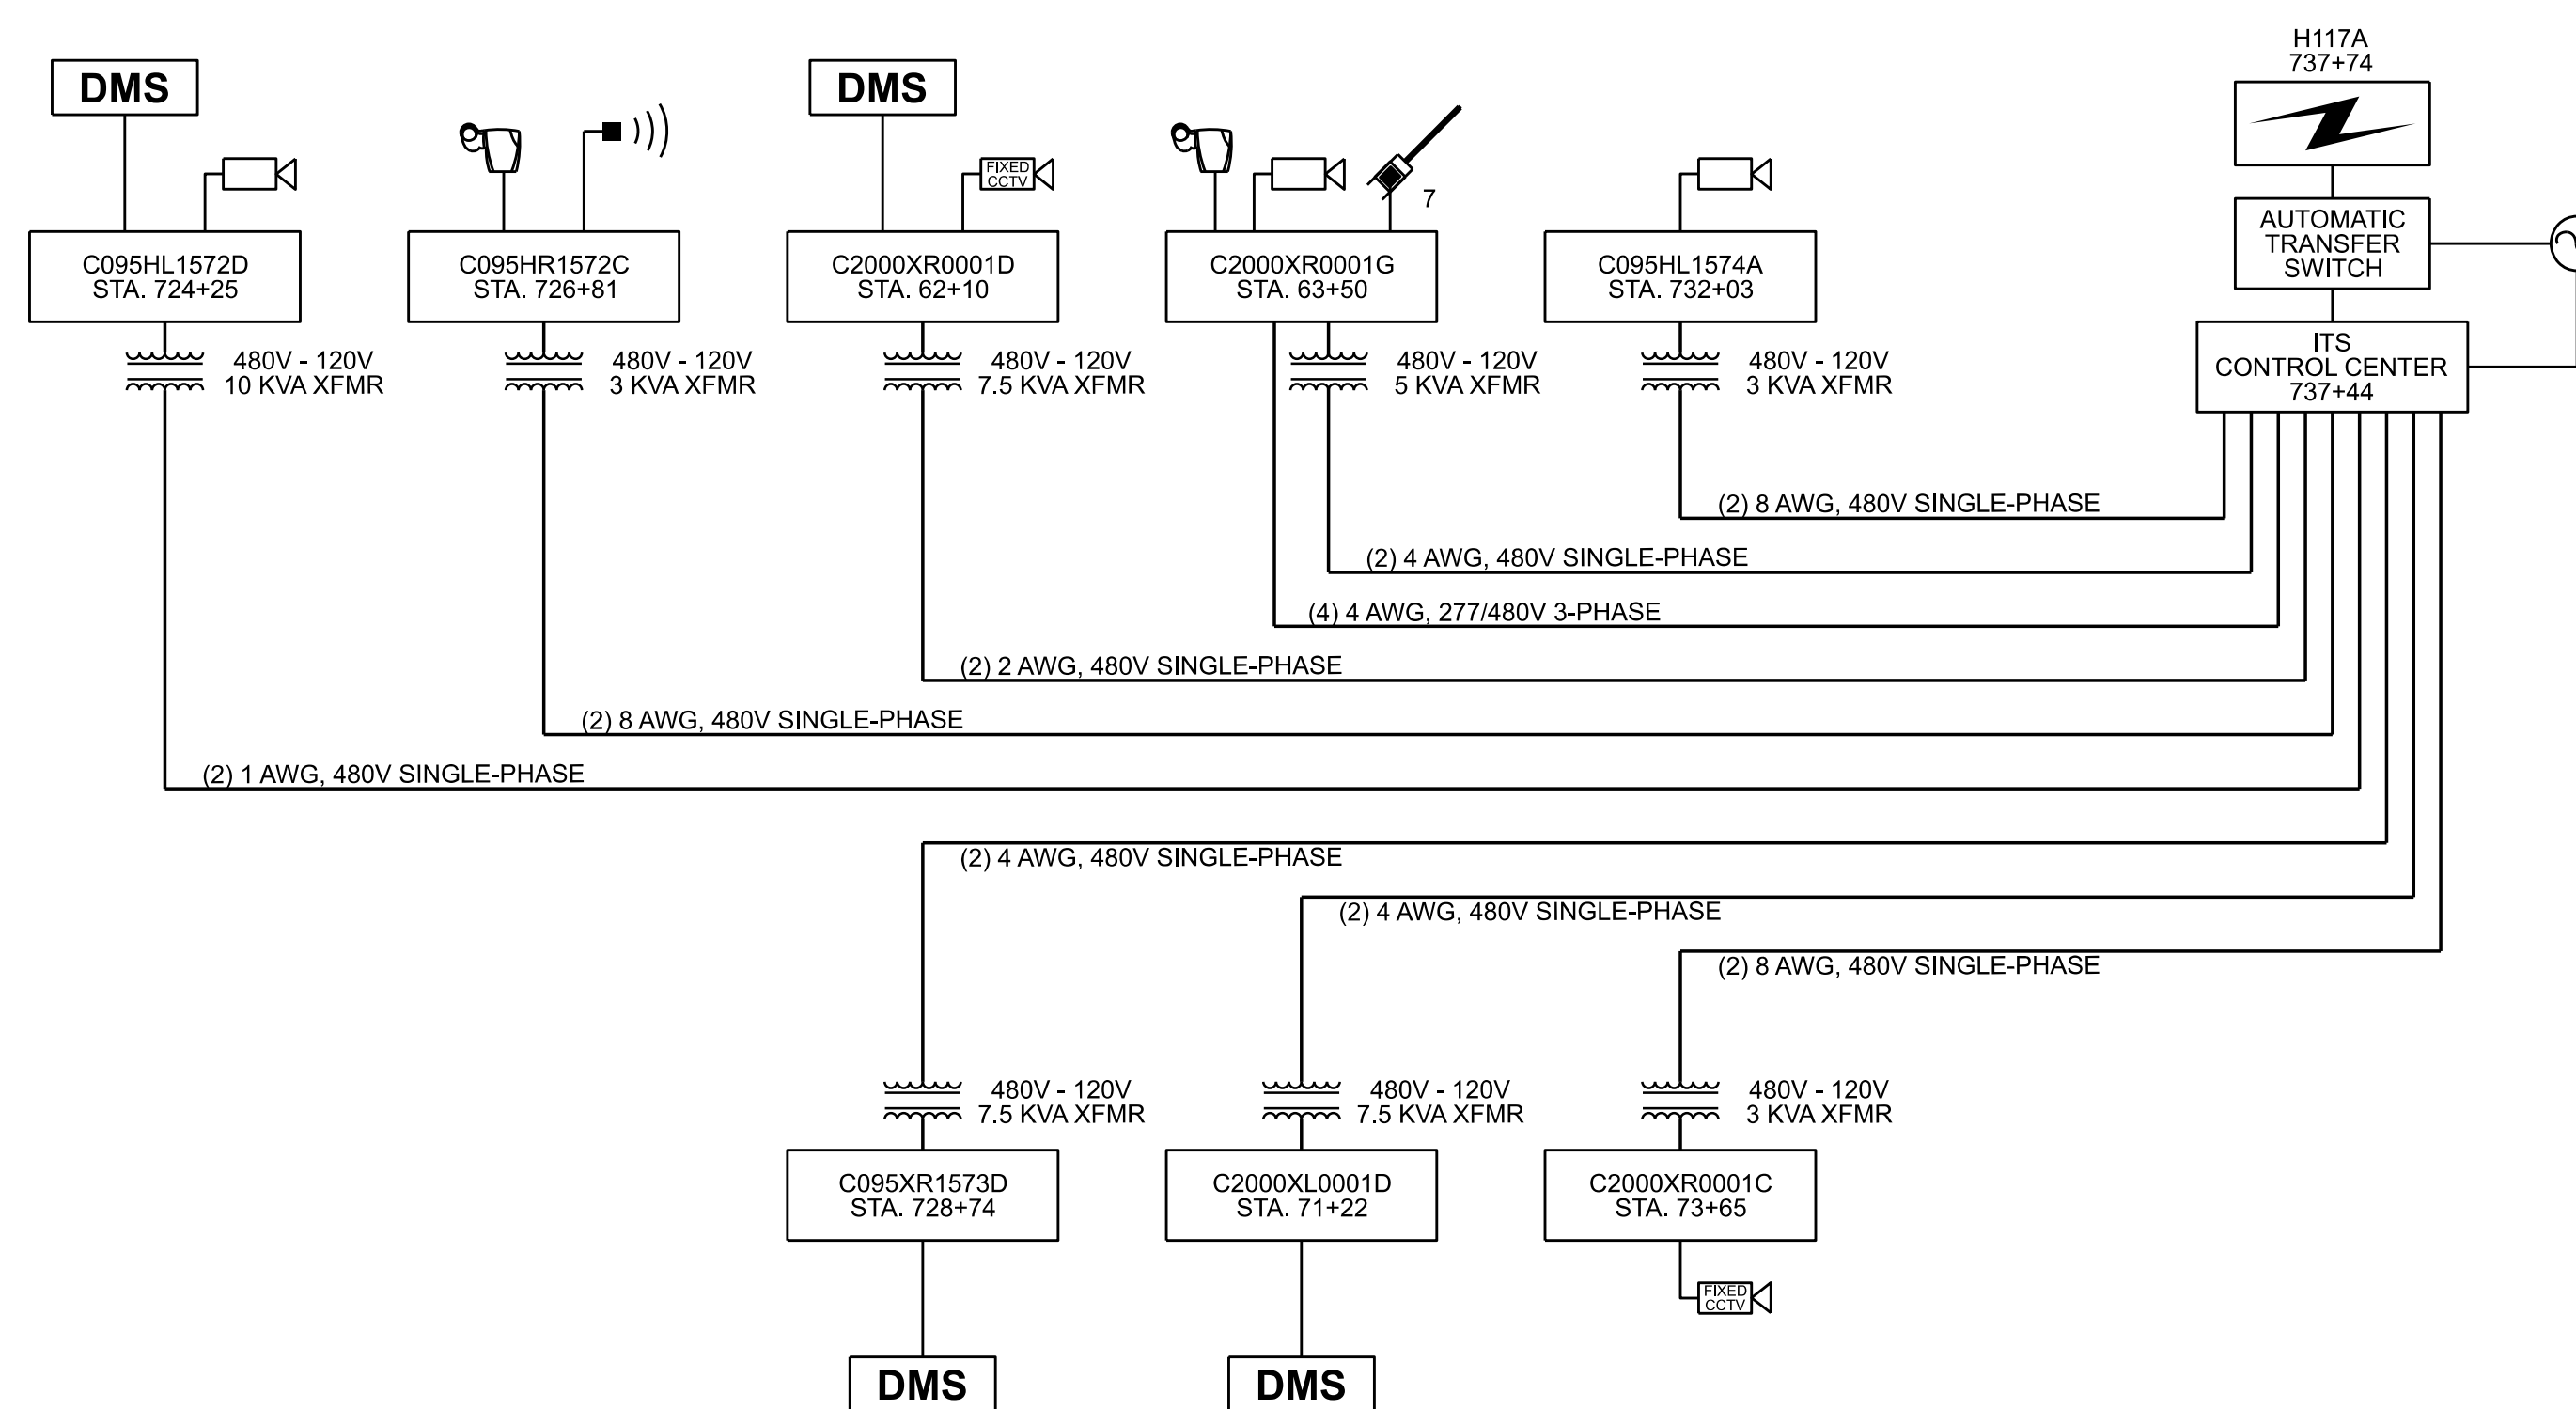 H117A
737+74
DMS
DMS
FIXED
CCTV
7
AUTOMATIC
TRANSFER
SWITCH
C095HL1572D
STA. 724+25
C095HR1572C
STA. 726+81
C2000XR0001D
STA. 62+10
C2000XR0001G
STA. 63+50
C095HL1574A
STA. 732+03
ITS
CONTROL CENTER
737+44
480V - 120V
10 KVA XFMR
480V - 120V
3 KVA XFMR
480V - 120V
7.5 KVA XFMR
480V - 120V
5 KVA XFMR
480V - 120V
3 KVA XFMR
(2) 8 AWG, 480V SINGLE-PHASE
(2) 4 AWG, 480V SINGLE-PHASE
(4) 4 AWG, 277/480V 3-PHASE
(2) 2 AWG, 480V SINGLE-PHASE
(2) 8 AWG, 480V SINGLE-PHASE
(2) 1 AWG, 480V SINGLE-PHASE
(2) 4 AWG, 480V SINGLE-PHASE
(2) 4 AWG, 480V SINGLE-PHASE
(2) 8 AWG, 480V SINGLE-PHASE
480V - 120V
7.5 KVA XFMR
480V - 120V
7.5 KVA XFMR
480V - 120V
3 KVA XFMR
C095XR1573D
STA. 728+74
C2000XL0001D
STA. 71+22
C2000XR0001C
STA. 73+65
FIXED
CCTV
DMS
DMS